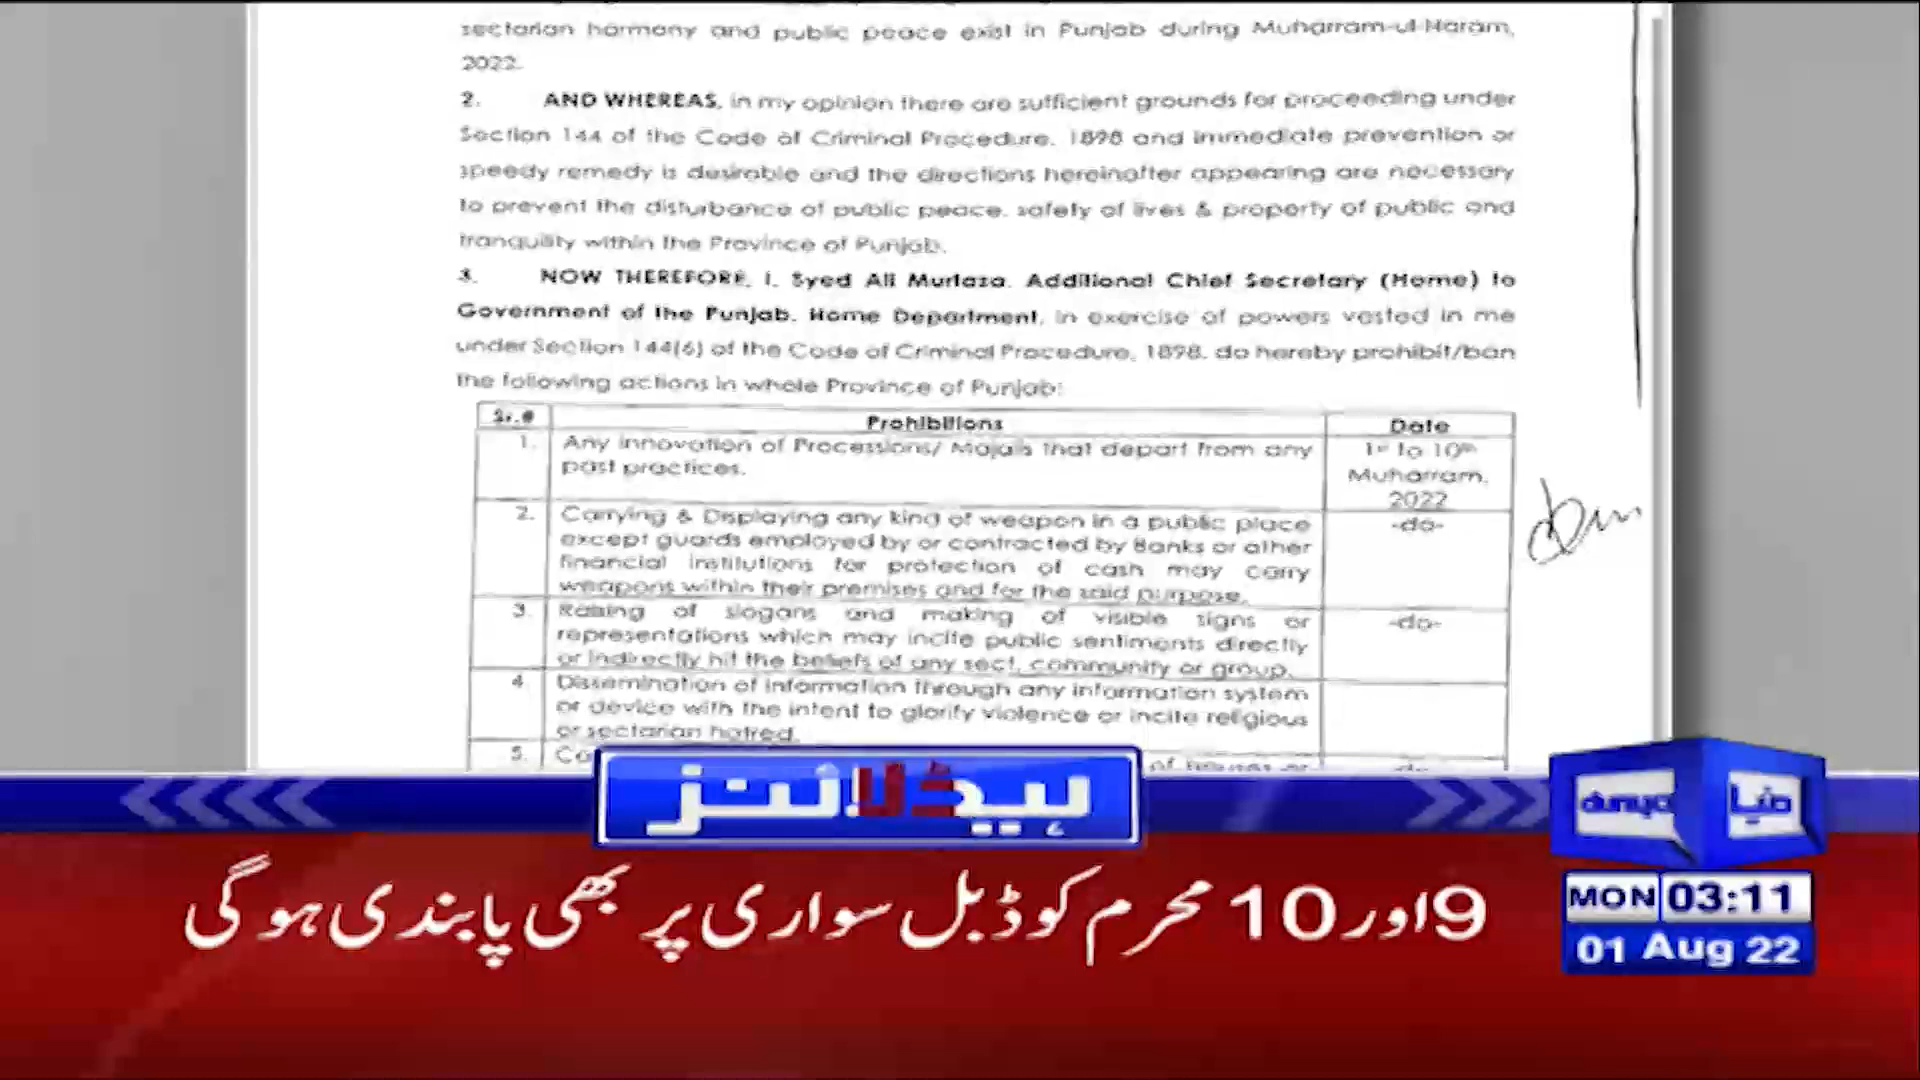 sectarian harmony and public peace exist in Punjab during Muharram-ul-Haram,
2022.
2. AND WHEREAS, in my opinion there are sufficient grounds for proceeding under
Section 144 of the Code of Criminal Procedure, 1898 and immediate prevention or
speedy remedy is desirable and the directions hereinafter appearing are necessary
to prevent the disturbance of public peace, safety of lives & property of public and
tranquility within the Province of Punjab.
3. NOW THEREFORE, I, Syed Ali Murtaza, Additional Chief Secretary (Home) to
Government of the Punjab, Home Department, in exercise of powers vested in me
under Section 144(6) of the Code of Criminal Procedure, 1898, do hereby prohibit/ban
the following actions in whole Province of Punjab:
Sr.# Prohibitions Date
1. Any innovation of Processions/ Majalis that depart from any
past practices.
1st to 10th
Muharram,
2022
2. Carrying & Displaying any kind of weapon in a public place
except guards employed by or contracted by Banks or other
financial institutions for protection of cash may carry
weapons within their premises and for the said purpose.
-do-
3. Raising of slogans and making of visible signs or
representations which may incite public sentiments directly
or indirectly hit the beliefs of any sect, community or group.
-do-
4 Dissemination of information through any information system
or device with the intent to glorify violence or incite religious
or sectarian hatred.
5. of houses or
ہیڈلائنز
dunya دنیا
9اور 10 محرم کو ڈبل سواری پر بھی پابندی ہو گی
MON 03:11
01 Aug 22